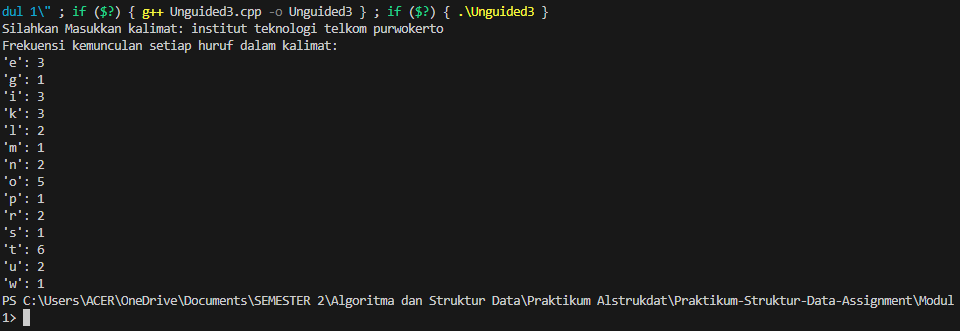 dul 1\" ; if ($?) { g++ Unguided3.cpp -o Unguided3 } ; if ($?) { .\Unguided3 }
Silahkan Masukkan kalimat: institut teknologi telkom purwokerto
Frekuensi kemunculan setiap huruf dalam kalimat:
'e': 3
'g': 1
'i': 3
'k': 3
'l': 2
'm': 1
'n': 2
'o': 5
'p': 1
'r': 2
's': 1
't': 6
'u': 2
'w': 1
PS C:\Users\ACER\OneDrive\Documents\SEMESTER 2\Algoritma dan Struktur Data\Praktikum Alstrukdat\Praktikum-Struktur-Data-Assignment\Modul
1>